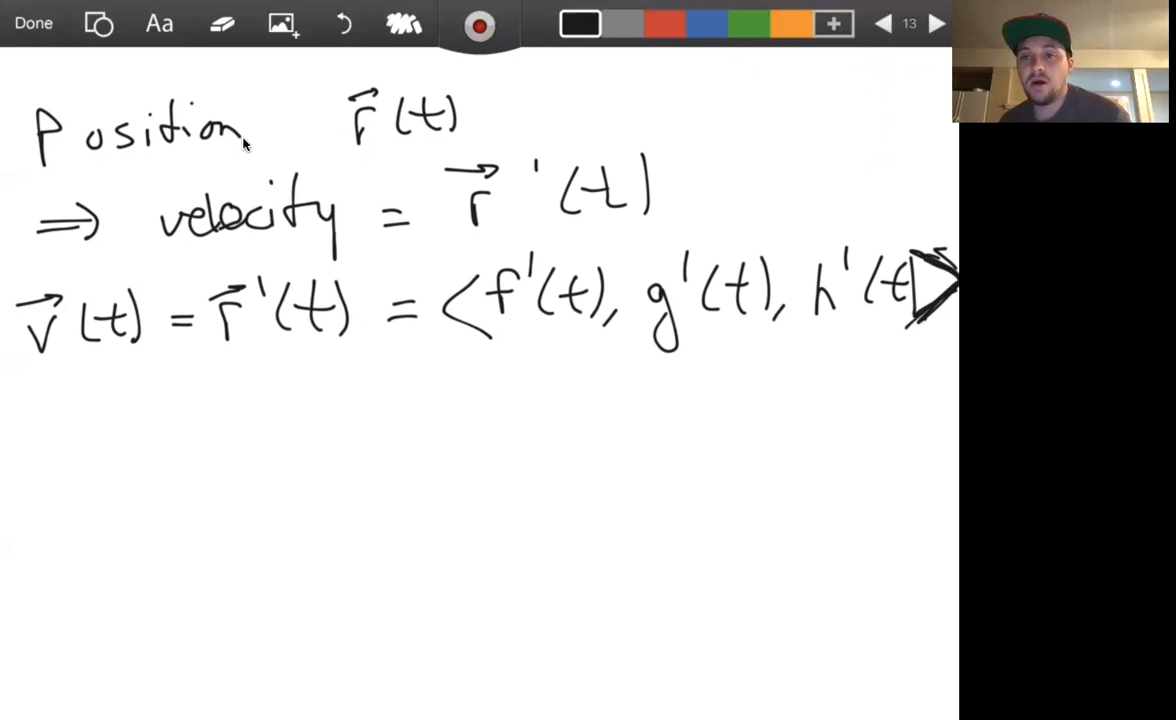 Done Aa 13
Position r⃗(t)
⇒ velocity = r⃗'(t)
v⃗(t) = r⃗'(t) = <f'(t), g'(t), h'(t)>